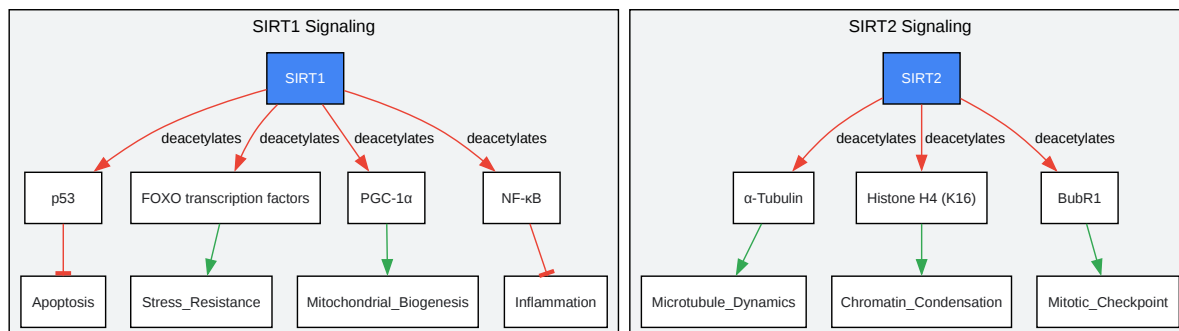 SIRT1 Signaling
SIRT1
deacetylates deacetylates deacetylates deacetylates
p53 FOXO transcription factors PGC-1α NF-κB
Apoptosis Stress_Resistance Mitochondrial_Biogenesis Inflammation
SIRT2 Signaling
SIRT2
deacetylates deacetylates deacetylates
α-Tubulin Histone H4 (K16) BubR1
Microtubule_Dynamics Chromatin_Condensation Mitotic_Checkpoint